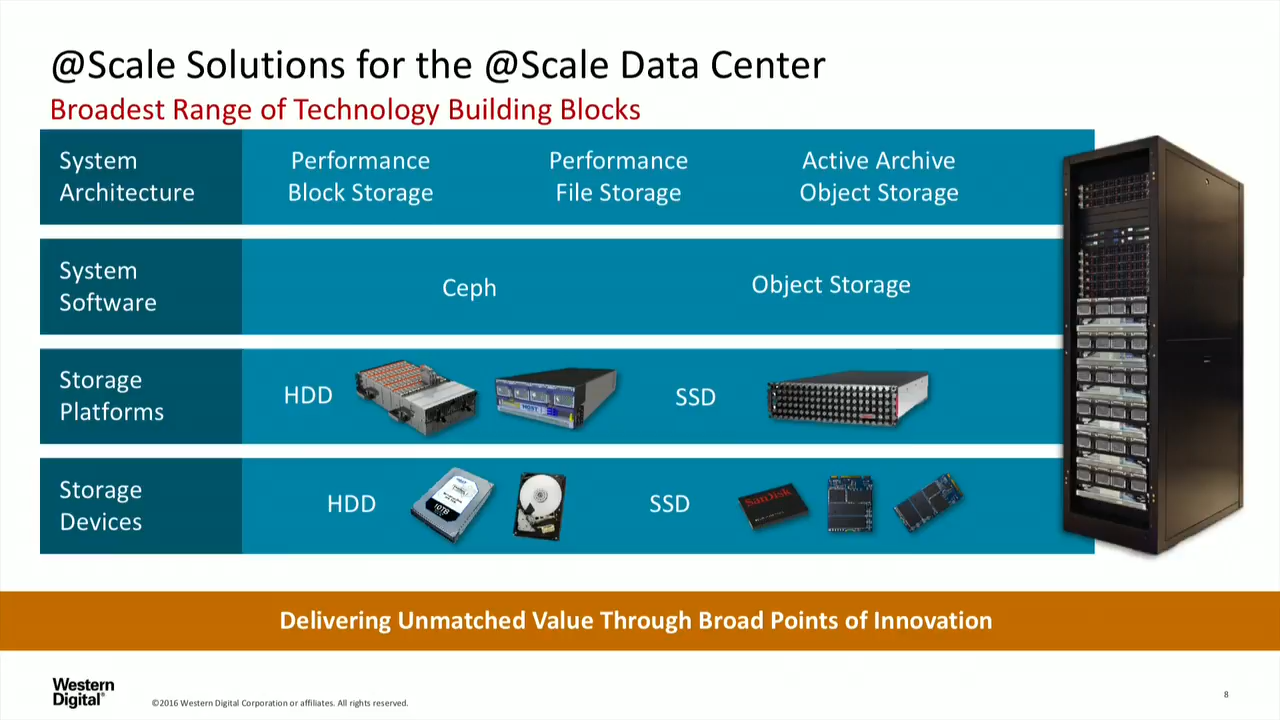 @Scale Solutions for the @Scale Data Center
Broadest Range of Technology Building Blocks
System
Architecture
Performance
Block Storage
Performance
File Storage
Active Archive
Object Storage
System
Software
Ceph
Object Storage
Storage
Platforms
HDD
SSD
Storage
Devices
HDD
10TB
SSD
SanDisk
Delivering Unmatched Value Through Broad Points of Innovation
Western
Digital®
©2016 Western Digital Corporation or affiliates. All rights reserved.
8